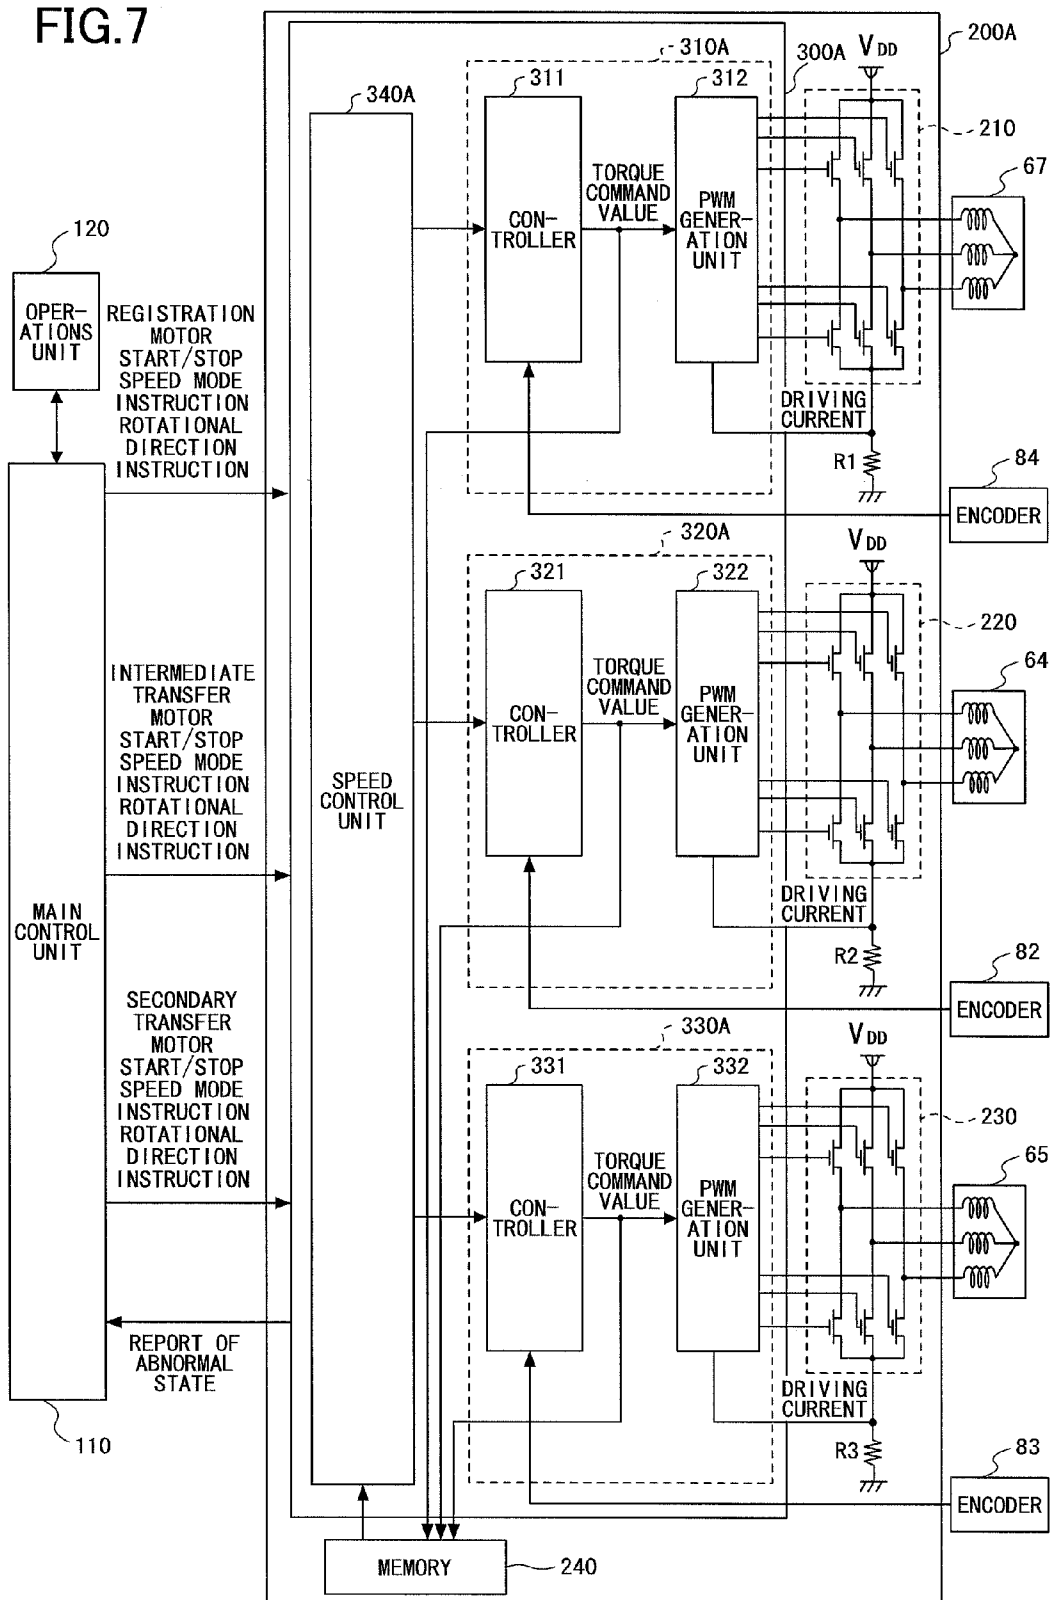 FIG.7
200A
310A
300A
VDD
340A
311
312
210
67
TORQUE
COMMAND
VALUE
CON-
TROLLER
PWM
GENER-
ATION
UNIT
120
OPER-
ATIONS
UNIT
REGISTRATION
MOTOR
START/STOP
SPEED MODE
INSTRUCTION
ROTATIONAL
DIRECTION
INSTRUCTION
DRIVING
CURRENT
R1
84
ENCODER
320A
VDD
321
322
220
64
TORQUE
COMMAND
VALUE
CON-
TROLLER
PWM
GENER-
ATION
UNIT
INTERMEDIATE
TRANSFER
MOTOR
START/STOP
SPEED MODE
INSTRUCTION
ROTATIONAL
DIRECTION
INSTRUCTION
SPEED
CONTROL
UNIT
DRIVING
CURRENT
MAIN
CONTROL
UNIT
R2
82
ENCODER
SECONDARY
TRANSFER
MOTOR
START/STOP
SPEED MODE
INSTRUCTION
ROTATIONAL
DIRECTION
INSTRUCTION
330A
VDD
331
332
230
65
TORQUE
COMMAND
VALUE
CON-
TROLLER
PWM
GENER-
ATION
UNIT
REPORT OF
ABNORMAL
STATE
DRIVING
CURRENT
110
R3
83
ENCODER
MEMORY
240